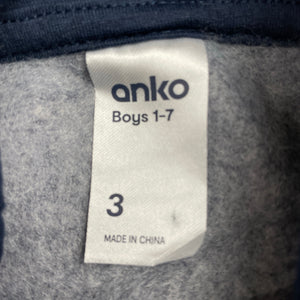 anko
Boys 1-7
3
MADE IN CHINA